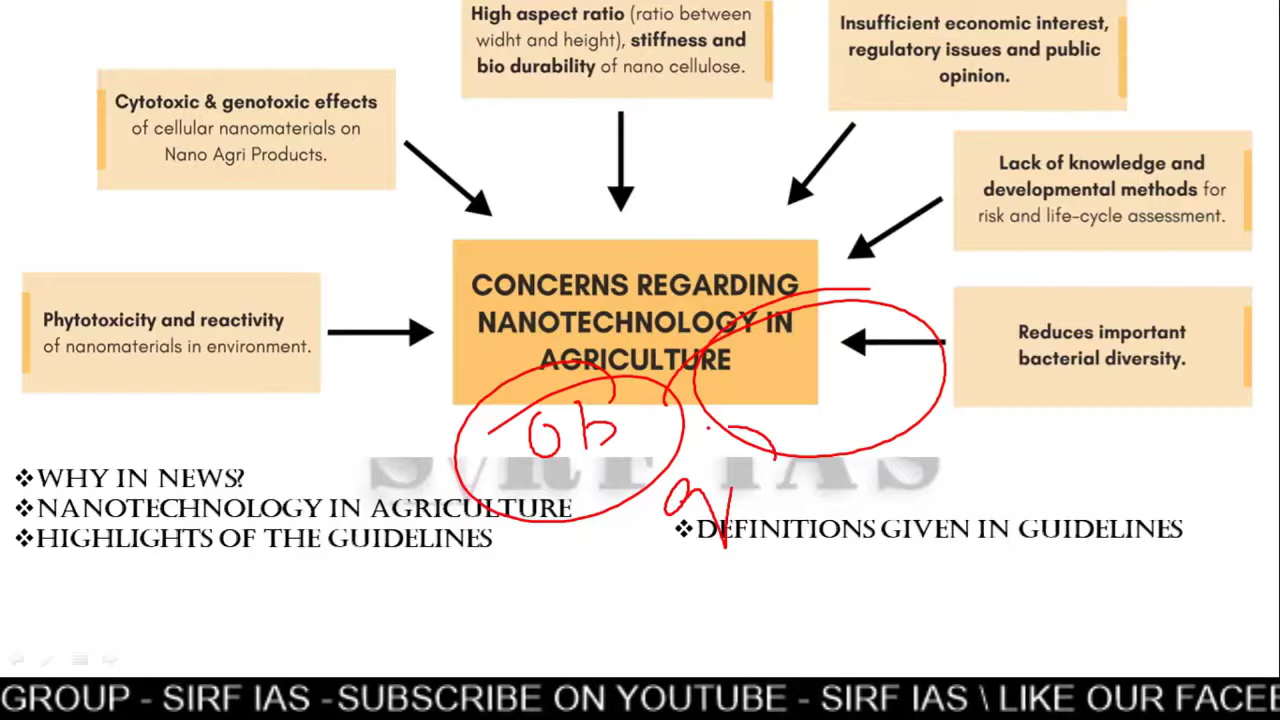 High aspect ratio (ratio between
widht and height), stiffness and
bio durability of nano cellulose.
Insufficient economic interest,
regulatory issues and public
opinion.
Cytotoxic & genotoxic effects
of cellular nanomaterials on
Nano Agri Products.
Lack of knowledge and
developmental methods for
risk and life-cycle assessment.
CONCERNS REGARDING
NANOTECHNOLOGY IN
AGRICULTURE
Phytotoxicity and reactivity
of nanomaterials in environment.
Reduces important
bacterial diversity.
SIRF IAS
❖WHY IN NEWS?
❖NANOTECHNOLOGY IN AGRICULTURE
❖HIGHLIGHTS OF THE GUIDELINES
❖DEFINITIONS GIVEN IN GUIDELINES
GROUP - SIRF IAS -SUBSCRIBE ON YOUTUBE - SIRF IAS \ LIKE OUR FACEB